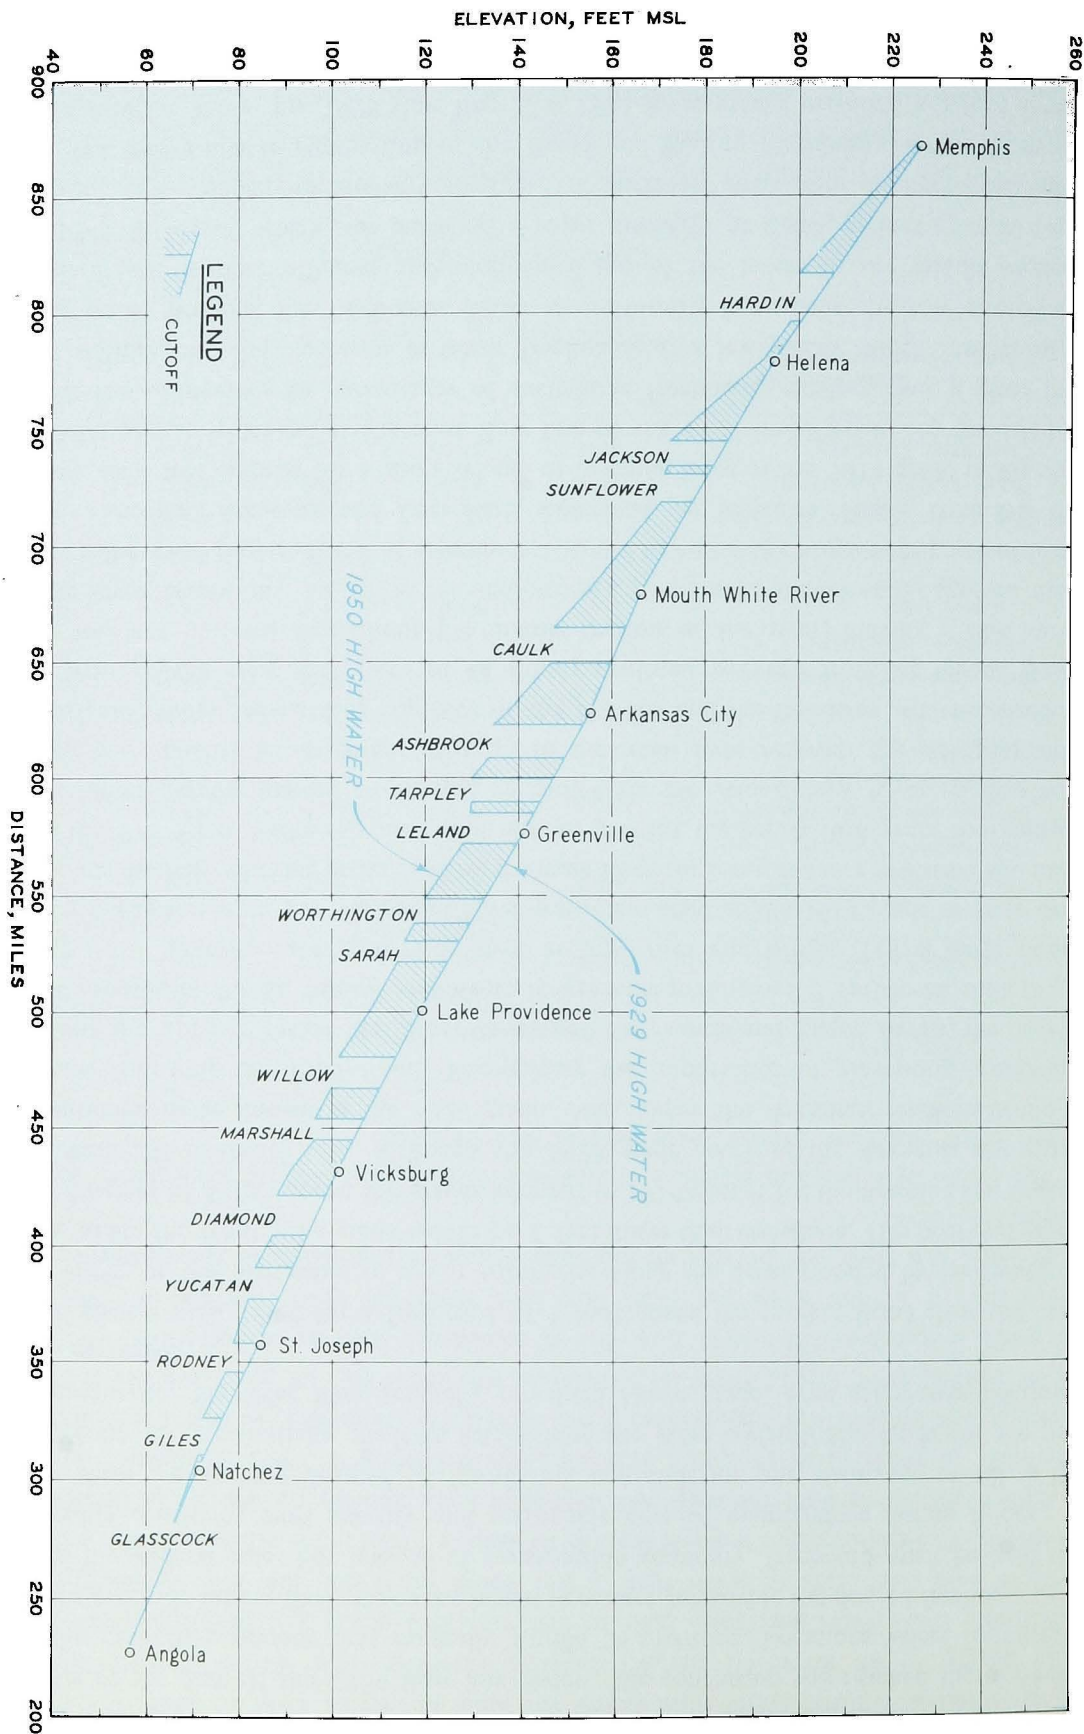 ELEVATION, FEET MSL
40
60
80
100
120
140
160
180
200
220
240
260
900
850
800
750
700
650
600
550
500
450
400
350
300
250
200
DISTANCE, MILES
LEGEND
CUTOFF
Memphis
HARDIN
Helena
JACKSON
SUNFLOWER
Mouth White River
CAULK
Arkansas City
ASHBROOK
TARPLEY
LELAND
Greenville
1950 HIGH WATER
WORTHINGTON
SARAH
Lake Providence
1929 HIGH WATER
WILLOW
MARSHALL
Vicksburg
DIAMOND
YUCATAN
St. Joseph
RODNEY
GILES
Natchez
GLASSCOCK
Angola